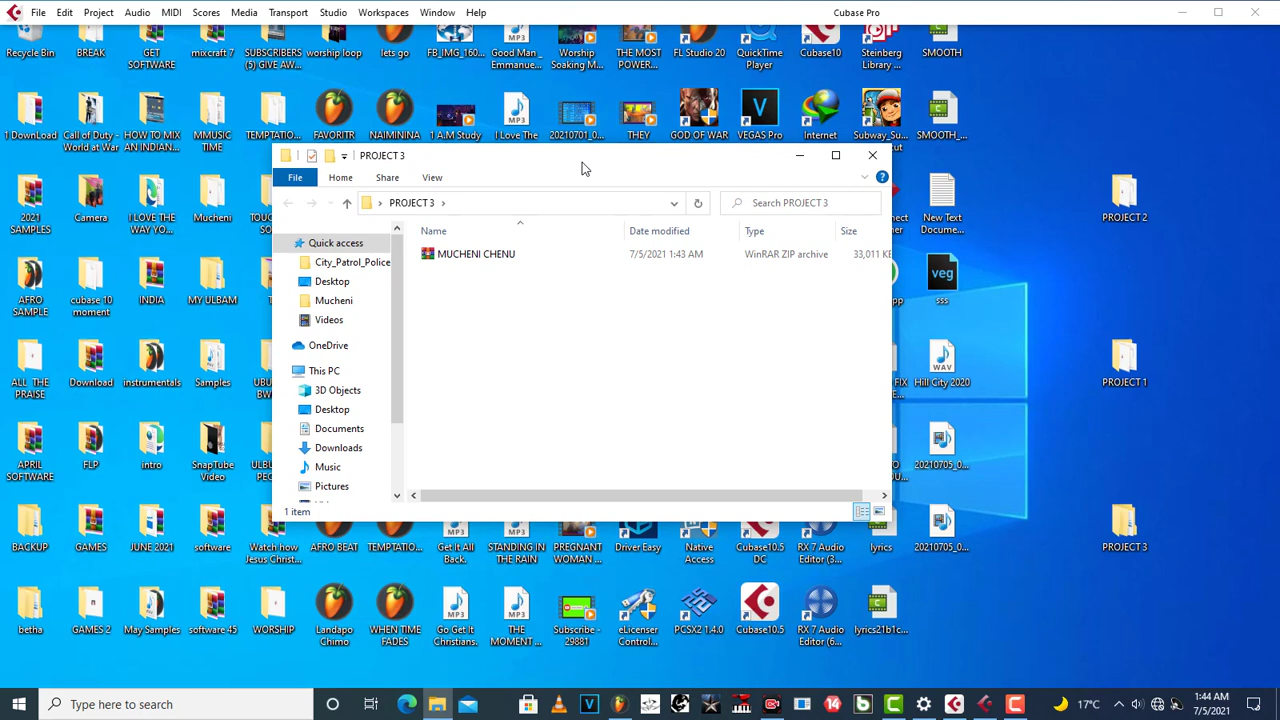 File Edit Project Audio MIDI Scores Media Transport Studio Workspaces Window Help Cubase Pro
Recycle Bin BREAK GET SOFTWARE mixcraft 7 SUBSCRIBERS (5) GIVE AW... worship loop lets go FB_IMG_160... Good Man_ Emmanue... Worship Soaking M... THE MOST POWER... FL Studio 20 QuickTime Player Cubase10 Steinberg Library ... SMOOTH
1 DownLoad Call of Duty - World at War HOW TO MIX AN INDIAN... MMUSIC TIME TEMPTATIO... FAVORITR NAIMININA 1 A.M Study I Love The 20210701_0... THEY GOD OF WAR VEGAS Pro Internet Subway_Su... cut SMOOTH_...
PROJECT 3
File Home Share View
PROJECT 3
Search PROJECT 3
Name Date modified Type Size
MUCHENI CHENU 7/5/2021 1:43 AM WinRAR ZIP archive 33,011 KE
Quick access
City_Patrol_Police
Desktop
Mucheni
Videos
OneDrive
This PC
3D Objects
Desktop
Documents
Downloads
Music
Pictures
1 item
2021 SAMPLES Camera I LOVE THE WAY YO... Mucheni New Text Docume... PROJECT 2
AFRO SAMPLE cubase 10 moment INDIA MY ULBAM veg sss
ALL THE PRAISE Download instrumentals Samples Hill City 2020 WAV PROJECT 1
APRIL SOFTWARE FLP intro SnapTube Video 20210705_0...
BACKUP GAMES JUNE 2021 software Watch how Jesus Christ... AFRO BEAT TEMPTATIO... Get It All Back. STANDING IN THE RAIN PREGNANT WOMAN ... Driver Easy Native Access Cubase10.5 DC RX 7 Audio Editor (3... lyrics 20210705_0... PROJECT 3
betha GAMES 2 May Samples software 45 WORSHIP Landapo Chimo WHEN TIME FADES Go Get It Christians. THE MOMENT ... Subscribe - 29881 eLicenser Control... PCSX2 1.4.0 Cubase10.5 RX 7 Audio Editor (6... lyrics21b1c...
Type here to search
17°C
1:44 AM
7/5/2021